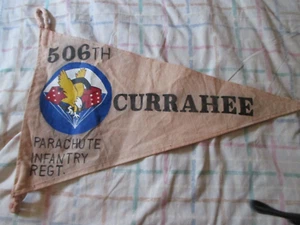 506TH
CURRAHEE
PARACHUTE
INFANTRY
REGT.